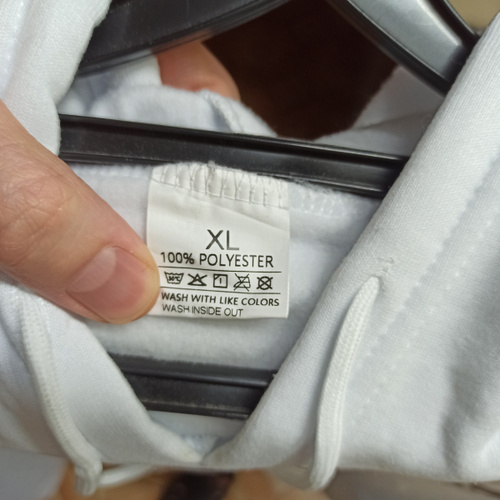 XL
100% POLYESTER
WASH WITH LIKE COLORS
WASH INSIDE OUT